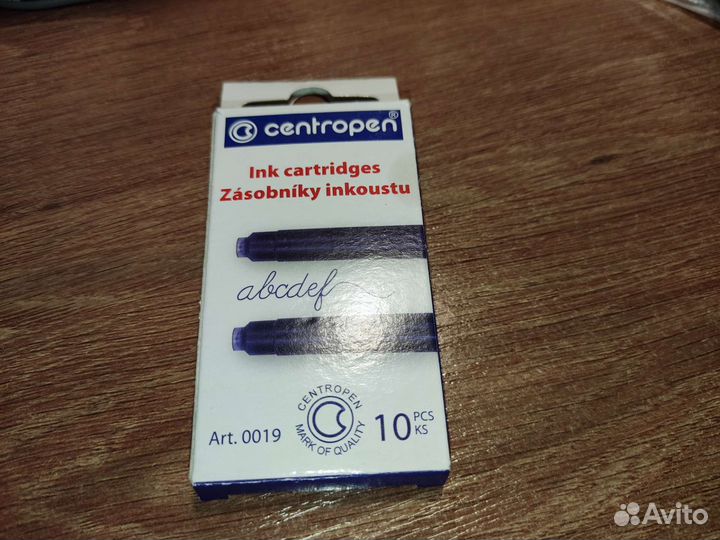 centropen®
Ink cartridges
Zásobníky inkoustu
abcdef
CENTROPEN
MARK OF QUALITY
Art. 0019
10 PCS
KS
Avito